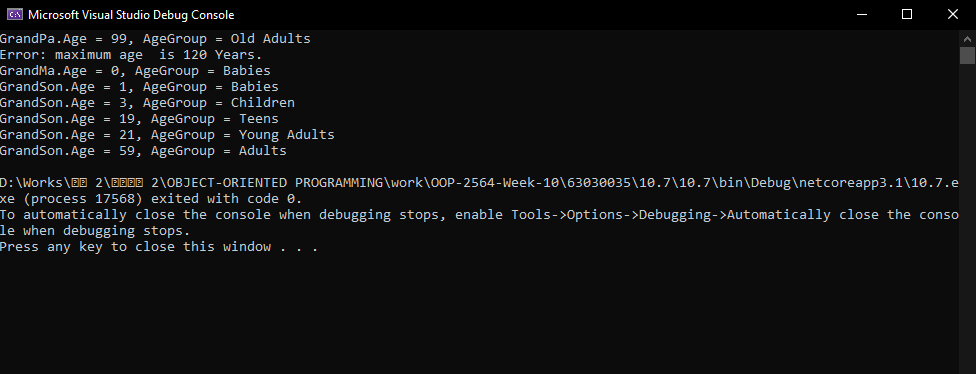 Microsoft Visual Studio Debug Console
GrandPa.Age = 99, AgeGroup = Old Adults
Error: maximum age  is 120 Years.
GrandMa.Age = 0, AgeGroup = Babies
GrandSon.Age = 1, AgeGroup = Babies
GrandSon.Age = 3, AgeGroup = Children
GrandSon.Age = 19, AgeGroup = Teens
GrandSon.Age = 21, AgeGroup = Young Adults
GrandSon.Age = 59, AgeGroup = Adults
D:\Works\ 2\ 2\OBJECT-ORIENTED PROGRAMMING\work\OOP-2564-Week-10\63030035\10.7\10.7\bin\Debug\netcoreapp3.1\10.7.e
xe (process 17568) exited with code 0.
To automatically close the console when debugging stops, enable Tools->Options->Debugging->Automatically close the conso
le when debugging stops.
Press any key to close this window . . .